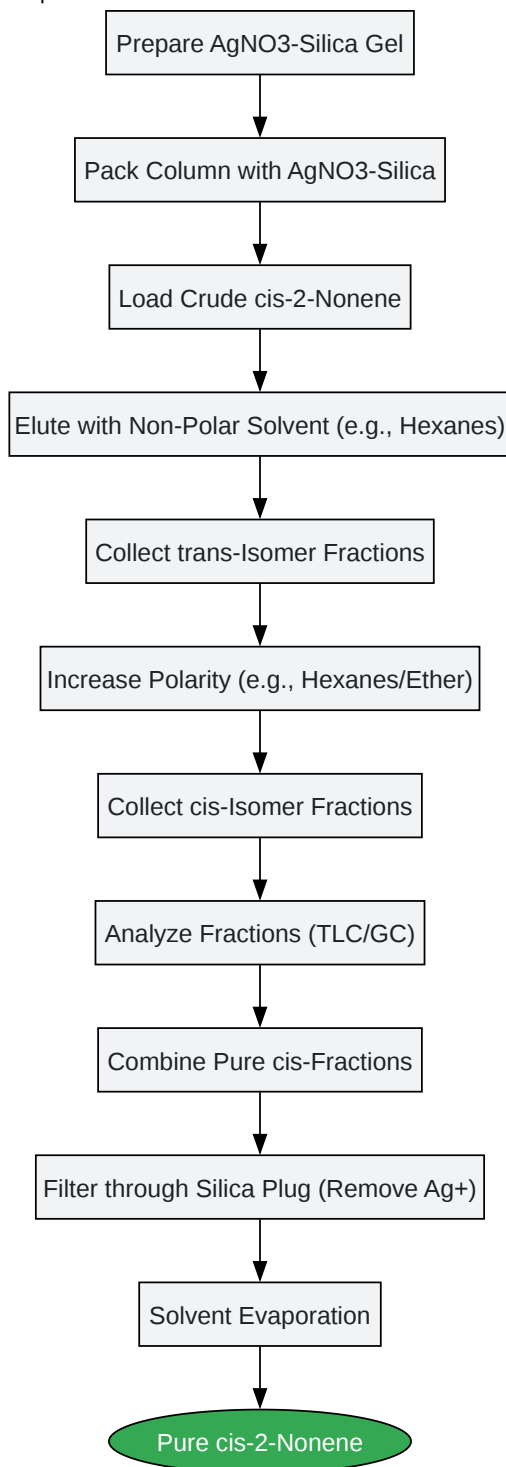 Prepare AgNO3-Silica Gel
Pack Column with AgNO3-Silica
Load Crude cis-2-Nonene
Elute with Non-Polar Solvent (e.g., Hexanes)
Collect trans-Isomer Fractions
Increase Polarity (e.g., Hexanes/Ether)
Collect cis-Isomer Fractions
Analyze Fractions (TLC/GC)
Combine Pure cis-Fractions
Filter through Silica Plug (Remove Ag+)
Solvent Evaporation
Pure cis-2-Nonene